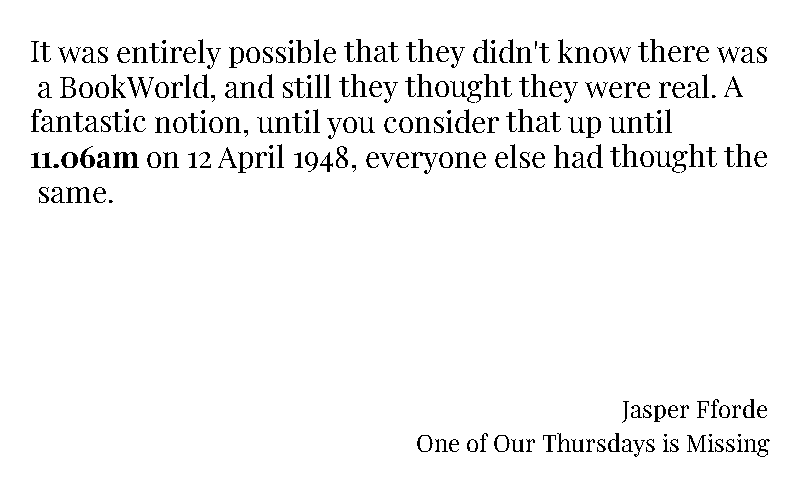 It was entirely possible that they didn't know there was
a BookWorld, and still they thought they were real. A
fantastic notion, until you consider that up until
11.06am on 12 April 1948, everyone else had thought the
same.
Jasper Fforde
One of Our Thursdays is Missing